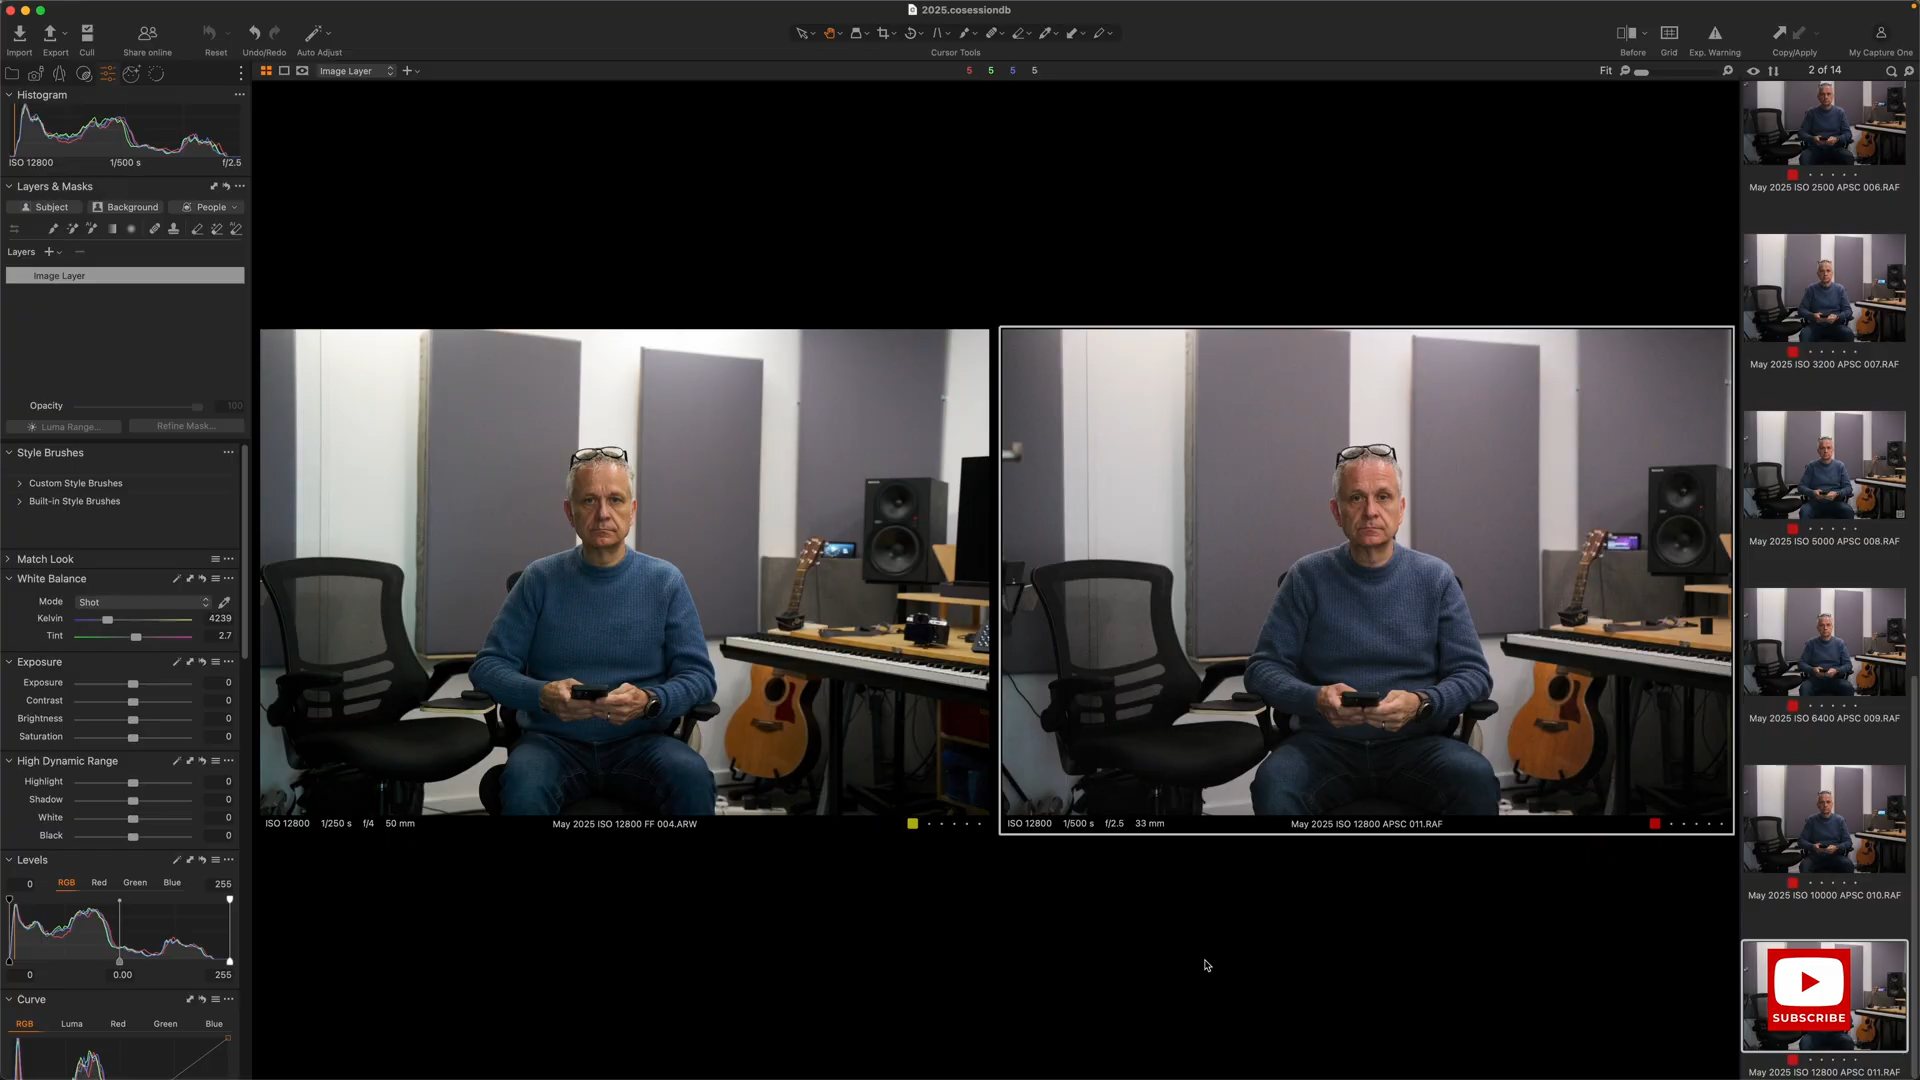 2025.cosessiondb
Import
Export
Cull
Share online
Reset
Undo/Redo
Auto Adjust
Cursor Tools
Before
Grid
Exp. Warning
Copy/Apply
My Capture One
Image Layer
5 5 5 5
Fit
2 of 14
Histogram
ISO 12800 1/500 s f/2.5
Layers & Masks
Subject
Background
People
Layers
Image Layer
Opacity 100
Luma Range...
Refine Mask...
Style Brushes
Custom Style Brushes
Built-in Style Brushes
Match Look
White Balance
Mode Shot
Kelvin 4239
Tint 2.7
Exposure
Exposure 0
Contrast 0
Brightness 0
Saturation 0
High Dynamic Range
Highlight 0
Shadow 0
White 0
Black 0
Levels
0 RGB Red Green Blue 255
0 0.00 255
Curve
RGB Luma Red Green Blue
ISO 12800 1/250 s f/4 50 mm
May 2025 ISO 12800 FF 004.ARW
ISO 12800 1/500 s f/2.5 33 mm
May 2025 ISO 12800 APSC 011.RAF
May 2025 ISO 2500 APSC 006.RAF
May 2025 ISO 3200 APSC 007.RAF
May 2025 ISO 5000 APSC 008.RAF
May 2025 ISO 6400 APSC 009.RAF
May 2025 ISO 10000 APSC 010.RAF
SUBSCRIBE
May 2025 ISO 12800 APSC 011.RAF